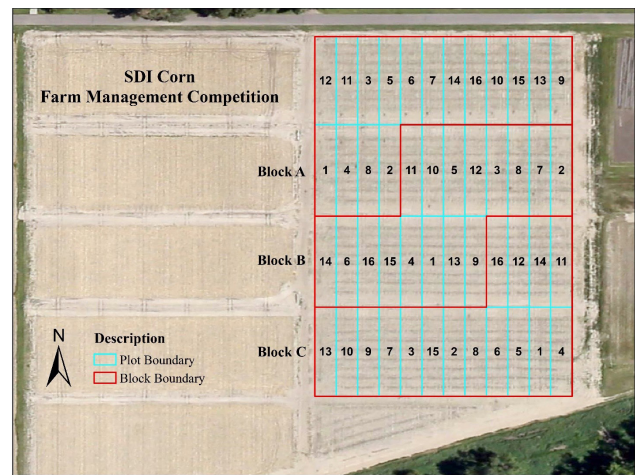 SDI Corn
Farm Management Competition
12 11 3 5 6 7 14 16 10 15 13 9
Block A 1 4 8 2 11 10 5 12 3 8 7 2
Block B 14 6 16 15 4 1 13 9 16 12 14 11
N
Description
Plot Boundary
Block Boundary
Block C 13 10 9 7 3 15 2 8 6 5 1 4